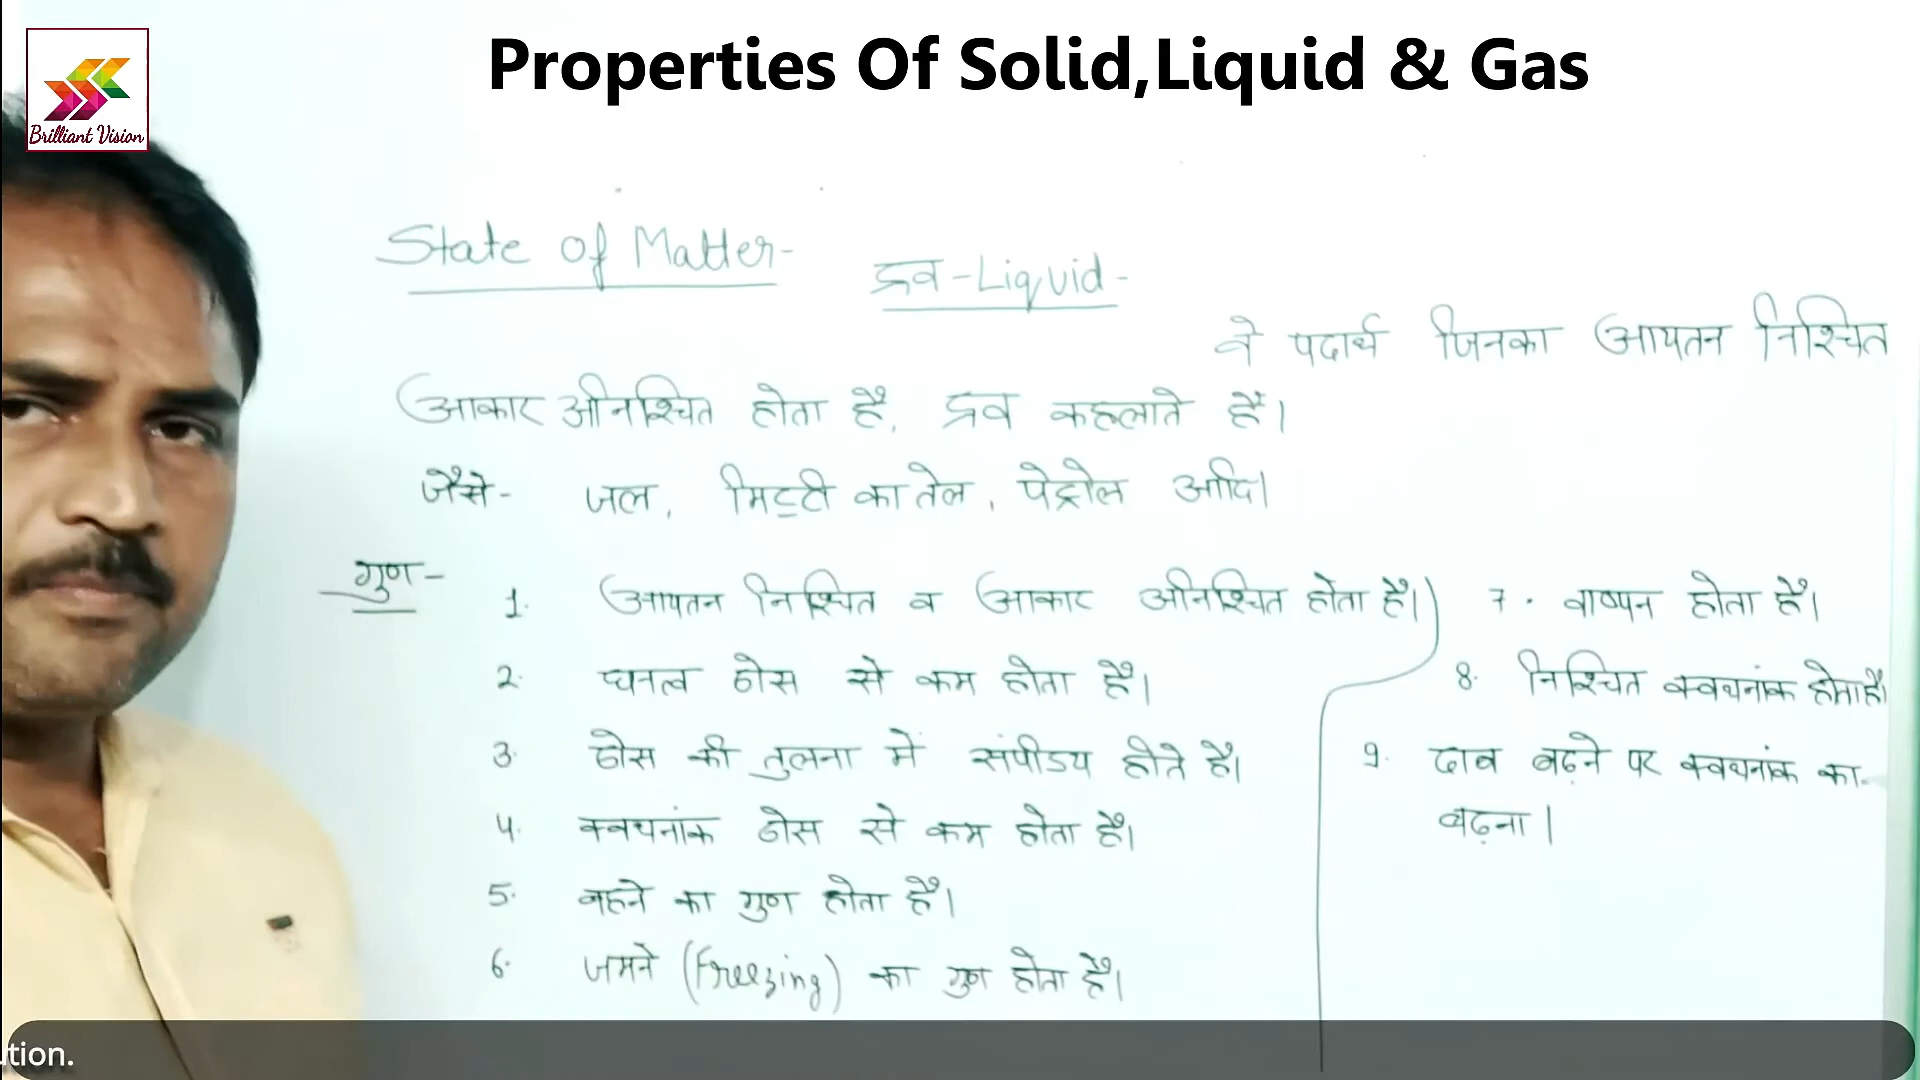 Properties Of Solid,Liquid & Gas
Brilliant Vision
State of Matter-
द्रव-Liquid-
वे पदार्थ जिनका आयतन निश्चित
आकार अनिश्चित होता है, द्रव कहलाते हैं।
जैसे- जल, मिट्टी का तेल, पेट्रोल आदि।
गुण-
1. आयतन निश्चित व आकार अनिश्चित होता है।
2. घनत्व ठोस से कम होता है।
3. ठोस की तुलना में संपीडय होते है।
4. क्वथनांक ठोस से कम होता है।
5. बहने का गुण होता है।
6. जमने (Freezing) का गुण होता है।
7. वाष्पन होता है।
8. निश्चित क्वथनांक होता है।
9. दाब बढ़ने पर क्वथनांक का
बढ़ना।
tion.